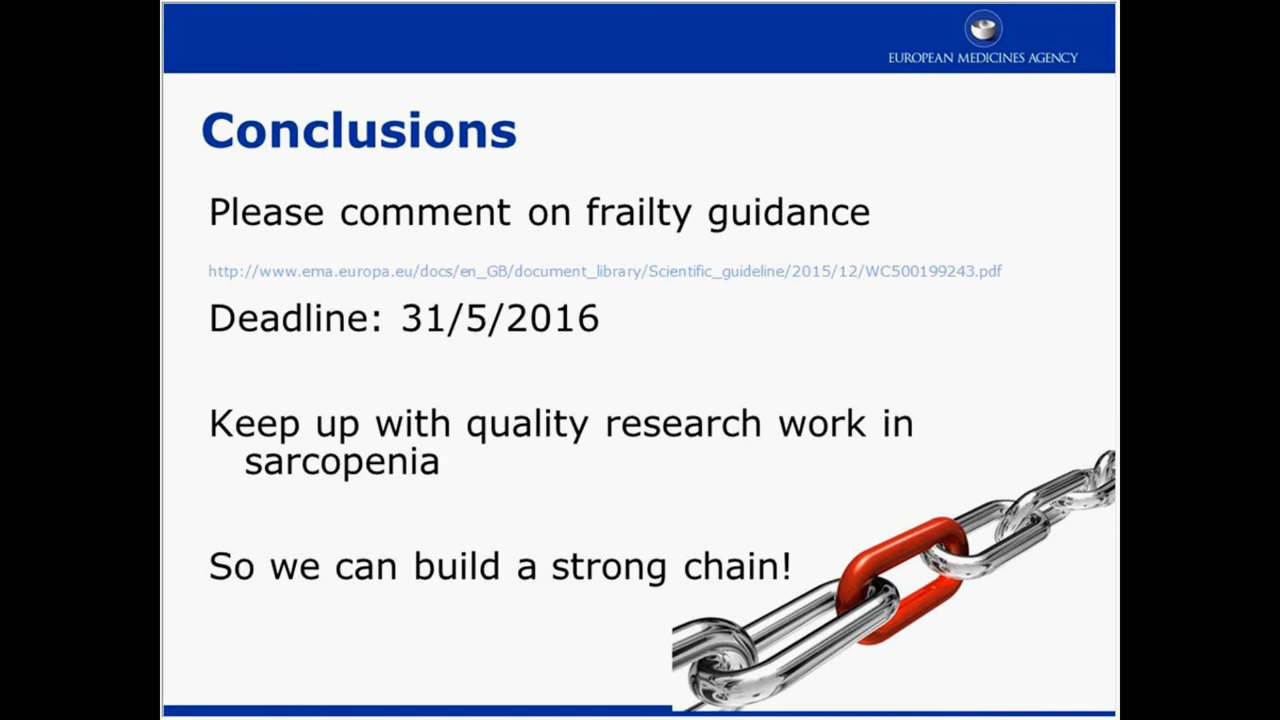 EUROPEAN MEDICINES AGENCY
Conclusions
Please comment on frailty guidance
http://www.ema.europa.eu/docs/en_GB/document_library/Scientific_guideline/2015/12/WC500199243.pdf
Deadline: 31/5/2016
Keep up with quality research work in
sarcopenia
So we can build a strong chain!